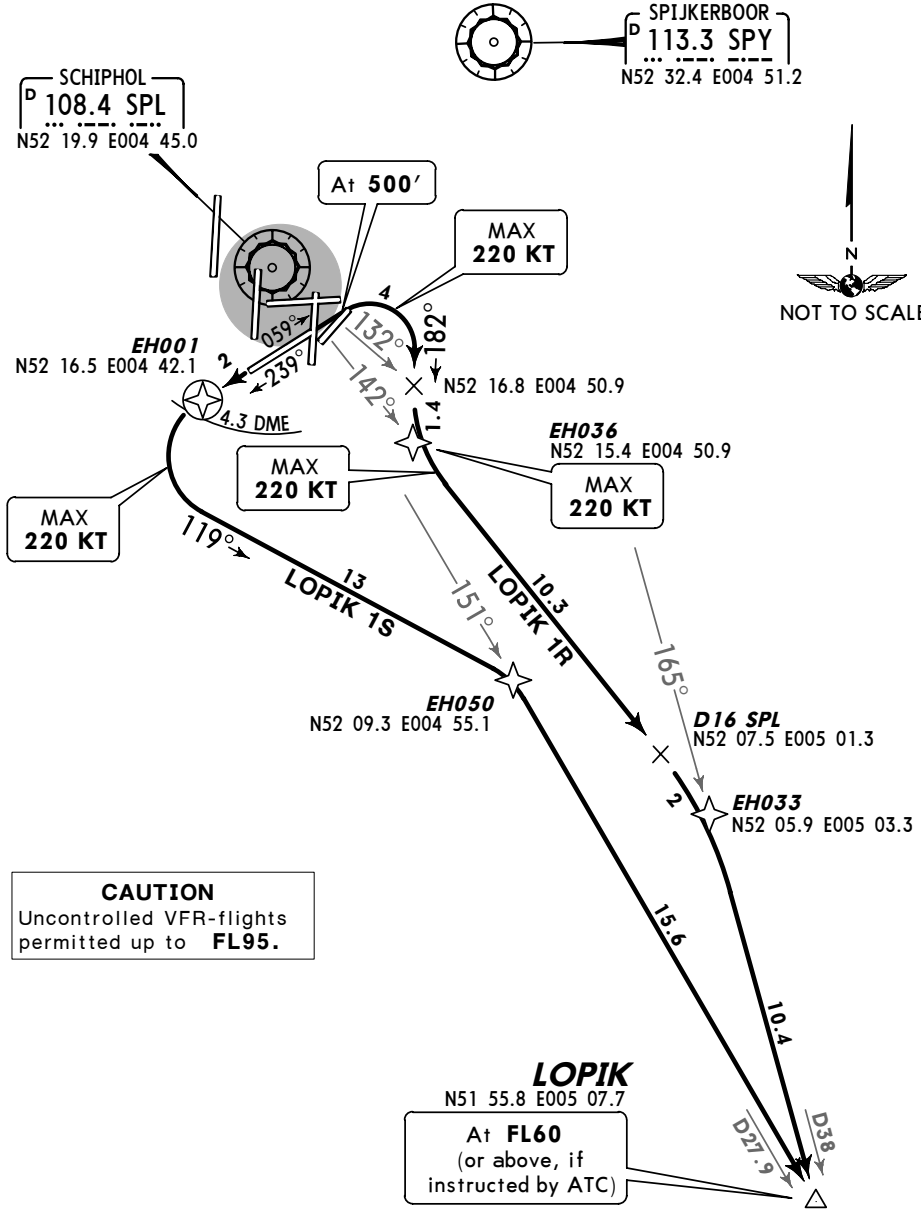 SPIJKERBOOR
D 113.3 SPY
N52 32.4 E004 51.2
SCHIPHOL
D 108.4 SPL
N52 19.9 E004 45.0
At 500'
MAX
220 KT
N
NOT TO SCALE
4
182°
132°
059°
239°
2
EH001
N52 16.5 E004 42.1
142°
N52 16.8 E004 50.9
4.3 DME
1.4
EH036
N52 15.4 E004 50.9
MAX
220 KT
MAX
220 KT
MAX
220 KT
119°
13
LOPIK 1S
151°
10.3
LOPIK 1R
165°
EH050
N52 09.3 E004 55.1
D16 SPL
N52 07.5 E005 01.3
2
EH033
N52 05.9 E005 03.3
CAUTION
Uncontrolled VFR-flights
permitted up to FL95.
15.6
10.4
LOPIK
N51 55.8 E005 07.7
At FL60
(or above, if
instructed by ATC)
D27.9
D38